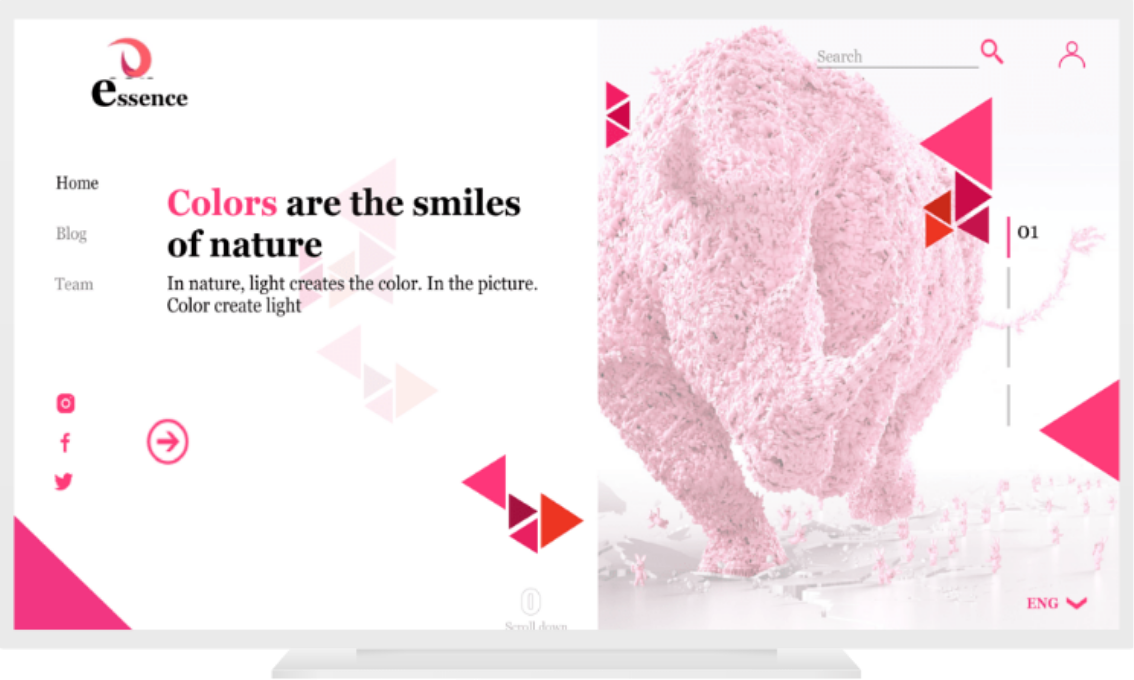 essence
Search
Home
Blog
Team
Colors are the smiles
of nature
In nature, light creates the color. In the picture.
Color create light
01
Scroll down
ENG